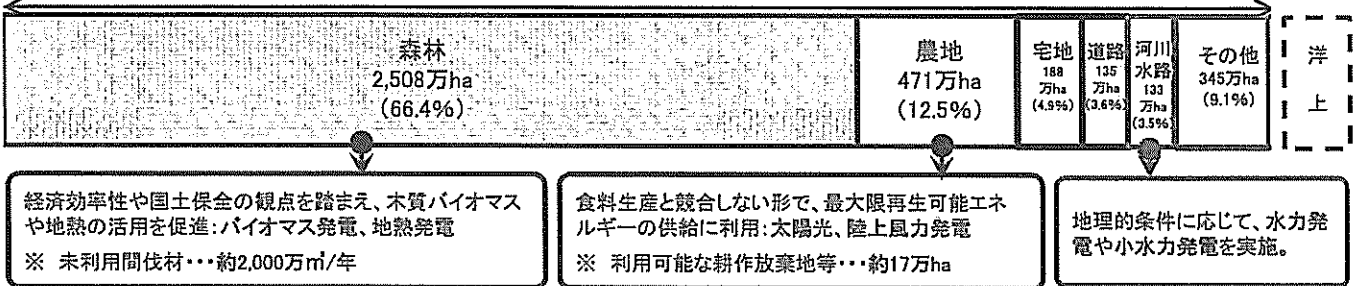 森林
2,508万ha
(66.4%)
農地
471万ha
(12.5%)
宅地
188
万ha
(4.9%)
道路
135
万ha
(3.6%)
河川
水路
133
万ha
(3.5%)
その他
345万ha
(9.1%)
洋
上
経済効率性や国土保全の観点を踏まえ、木質バイオマス
や地熱の活用を促進:バイオマス発電、地熱発電
※ 未利用間伐材・・・約2,000万㎥/年
食料生産と競合しない形で、最大限再生可能エネ
ルギーの供給に利用:太陽光、陸上風力発電
※ 利用可能な耕作放棄地等・・・約17万ha
地理的条件に応じて、水力発
電や小水力発電を実施。